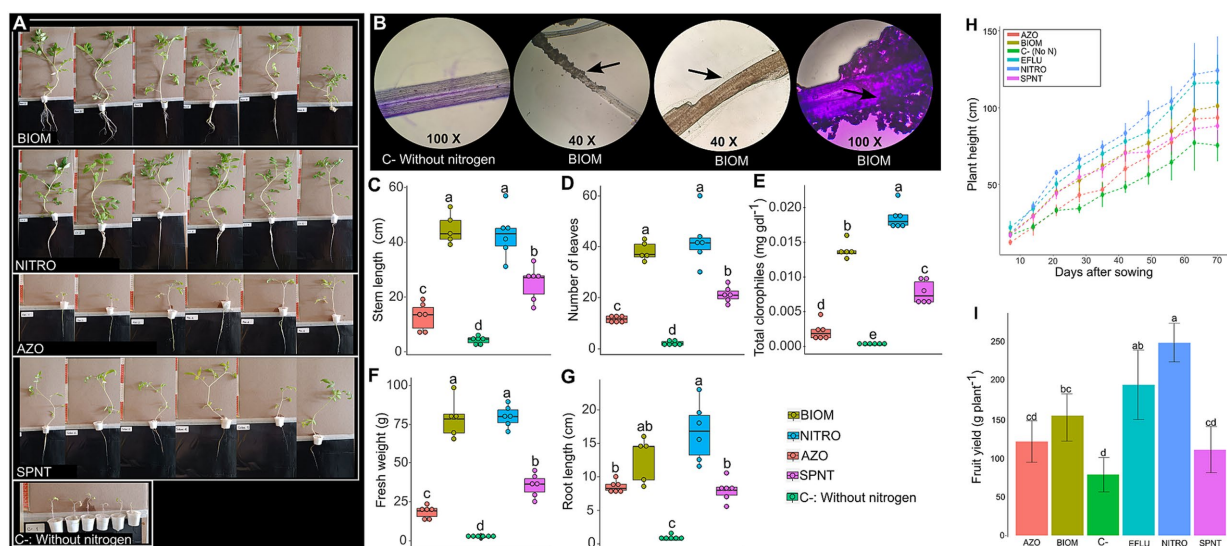 A
BIOM
NITRO
AZO
SPNT
C-: Without nitrogen
B
100 X
40 X
40 X
100 X
C- Without nitrogen
BIOM
BIOM
BIOM
C
Stem length (cm)
60
40
20
0
c
a
a
b
d
D
Number of leaves
60
40
20
0
c
a
a
b
d
E
Total clorophiles (mg gdl⁻¹)
0.020
0.015
0.010
0.005
0.000
d
b
a
c
e
F
Fresh weight (g)
100
75
50
25
0
c
a
a
b
d
G
Root length (cm)
25
20
15
10
5
0
b
ab
a
b
c
BIOM
NITRO
AZO
SPNT
C-: Without nitrogen
H
AZO
BIOM
C- (No N)
EFLU
NITRO
SPNT
Plant height (cm)
150
100
50
10 20 30 40 50 60 70
Days after sowing
I
Fruit yield (g plant⁻¹)
250
200
150
100
50
0
cd
bc
d
ab
a
cd
AZO BIOM C- EFLU NITRO SPNT